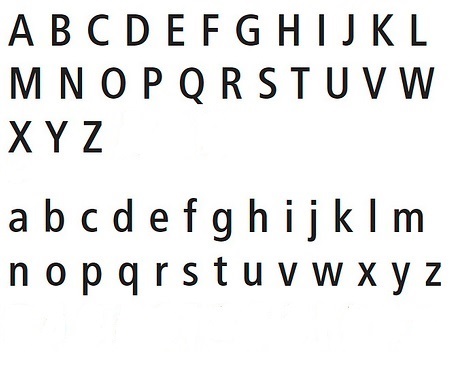 A B C D E F G H I J K L
M N O P Q R S T U V W
X Y Z
a b c d e f g h i j k l m
n o p q r s t u v w x y z